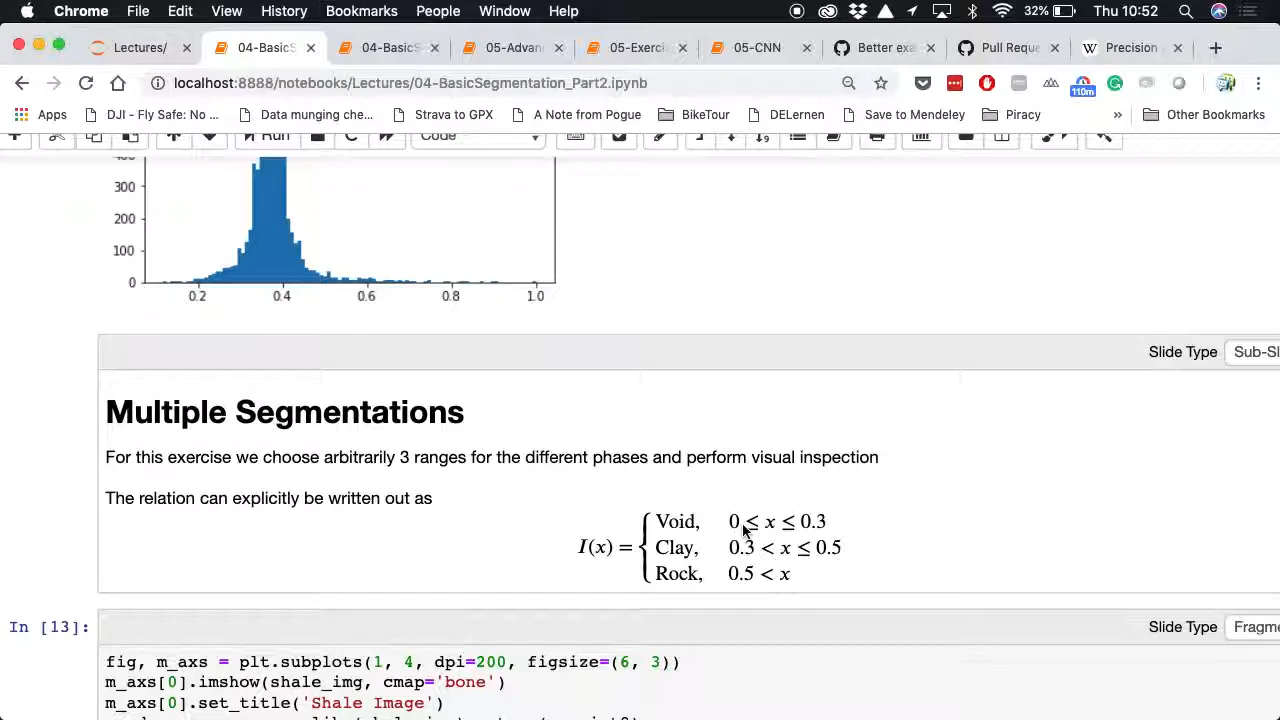 Chrome File Edit View History Bookmarks People Window Help 32% Thu 10:52
Lectures/ 04-BasicS 04-BasicS 05-Advan 05-Exerci 05-CNN Better exa Pull Reque Precision
localhost:8888/notebooks/Lectures/04-BasicSegmentation_Part2.ipynb
110m
Apps DJI - Fly Safe: No ... Data munging che... Strava to GPX A Note from Pogue BikeTour DELernen Save to Mendeley Piracy » Other Bookmarks
Run Code
400
300
200
100
0
0.2 0.4 0.6 0.8 1.0
Slide Type Sub-Sl
Multiple Segmentations
For this exercise we choose arbitrarily 3 ranges for the different phases and perform visual inspection
The relation can explicitly be written out as
Void, 0 ≤ x ≤ 0.3
I(x) = { Clay, 0.3 < x ≤ 0.5
Rock, 0.5 < x
In [13]: Slide Type Fragme
fig, m_axs = plt.subplots(1, 4, dpi=200, figsize=(6, 3))
m_axs[0].imshow(shale_img, cmap='bone')
m_axs[0].set_title('Shale Image')